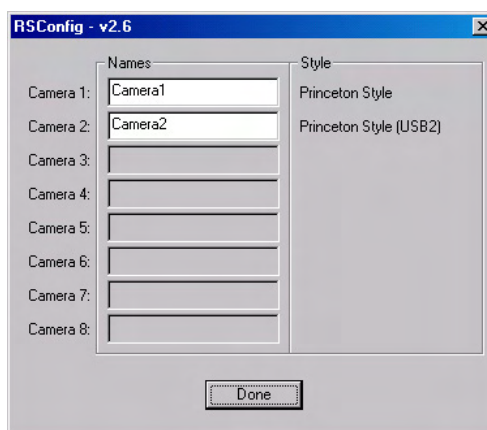 RSConfig - v2.6
Names Style
Camera 1: Camera1 Princeton Style
Camera 2: Camera2 Princeton Style (USB2)
Camera 3:
Camera 4:
Camera 5:
Camera 6:
Camera 7:
Camera 8:
Done